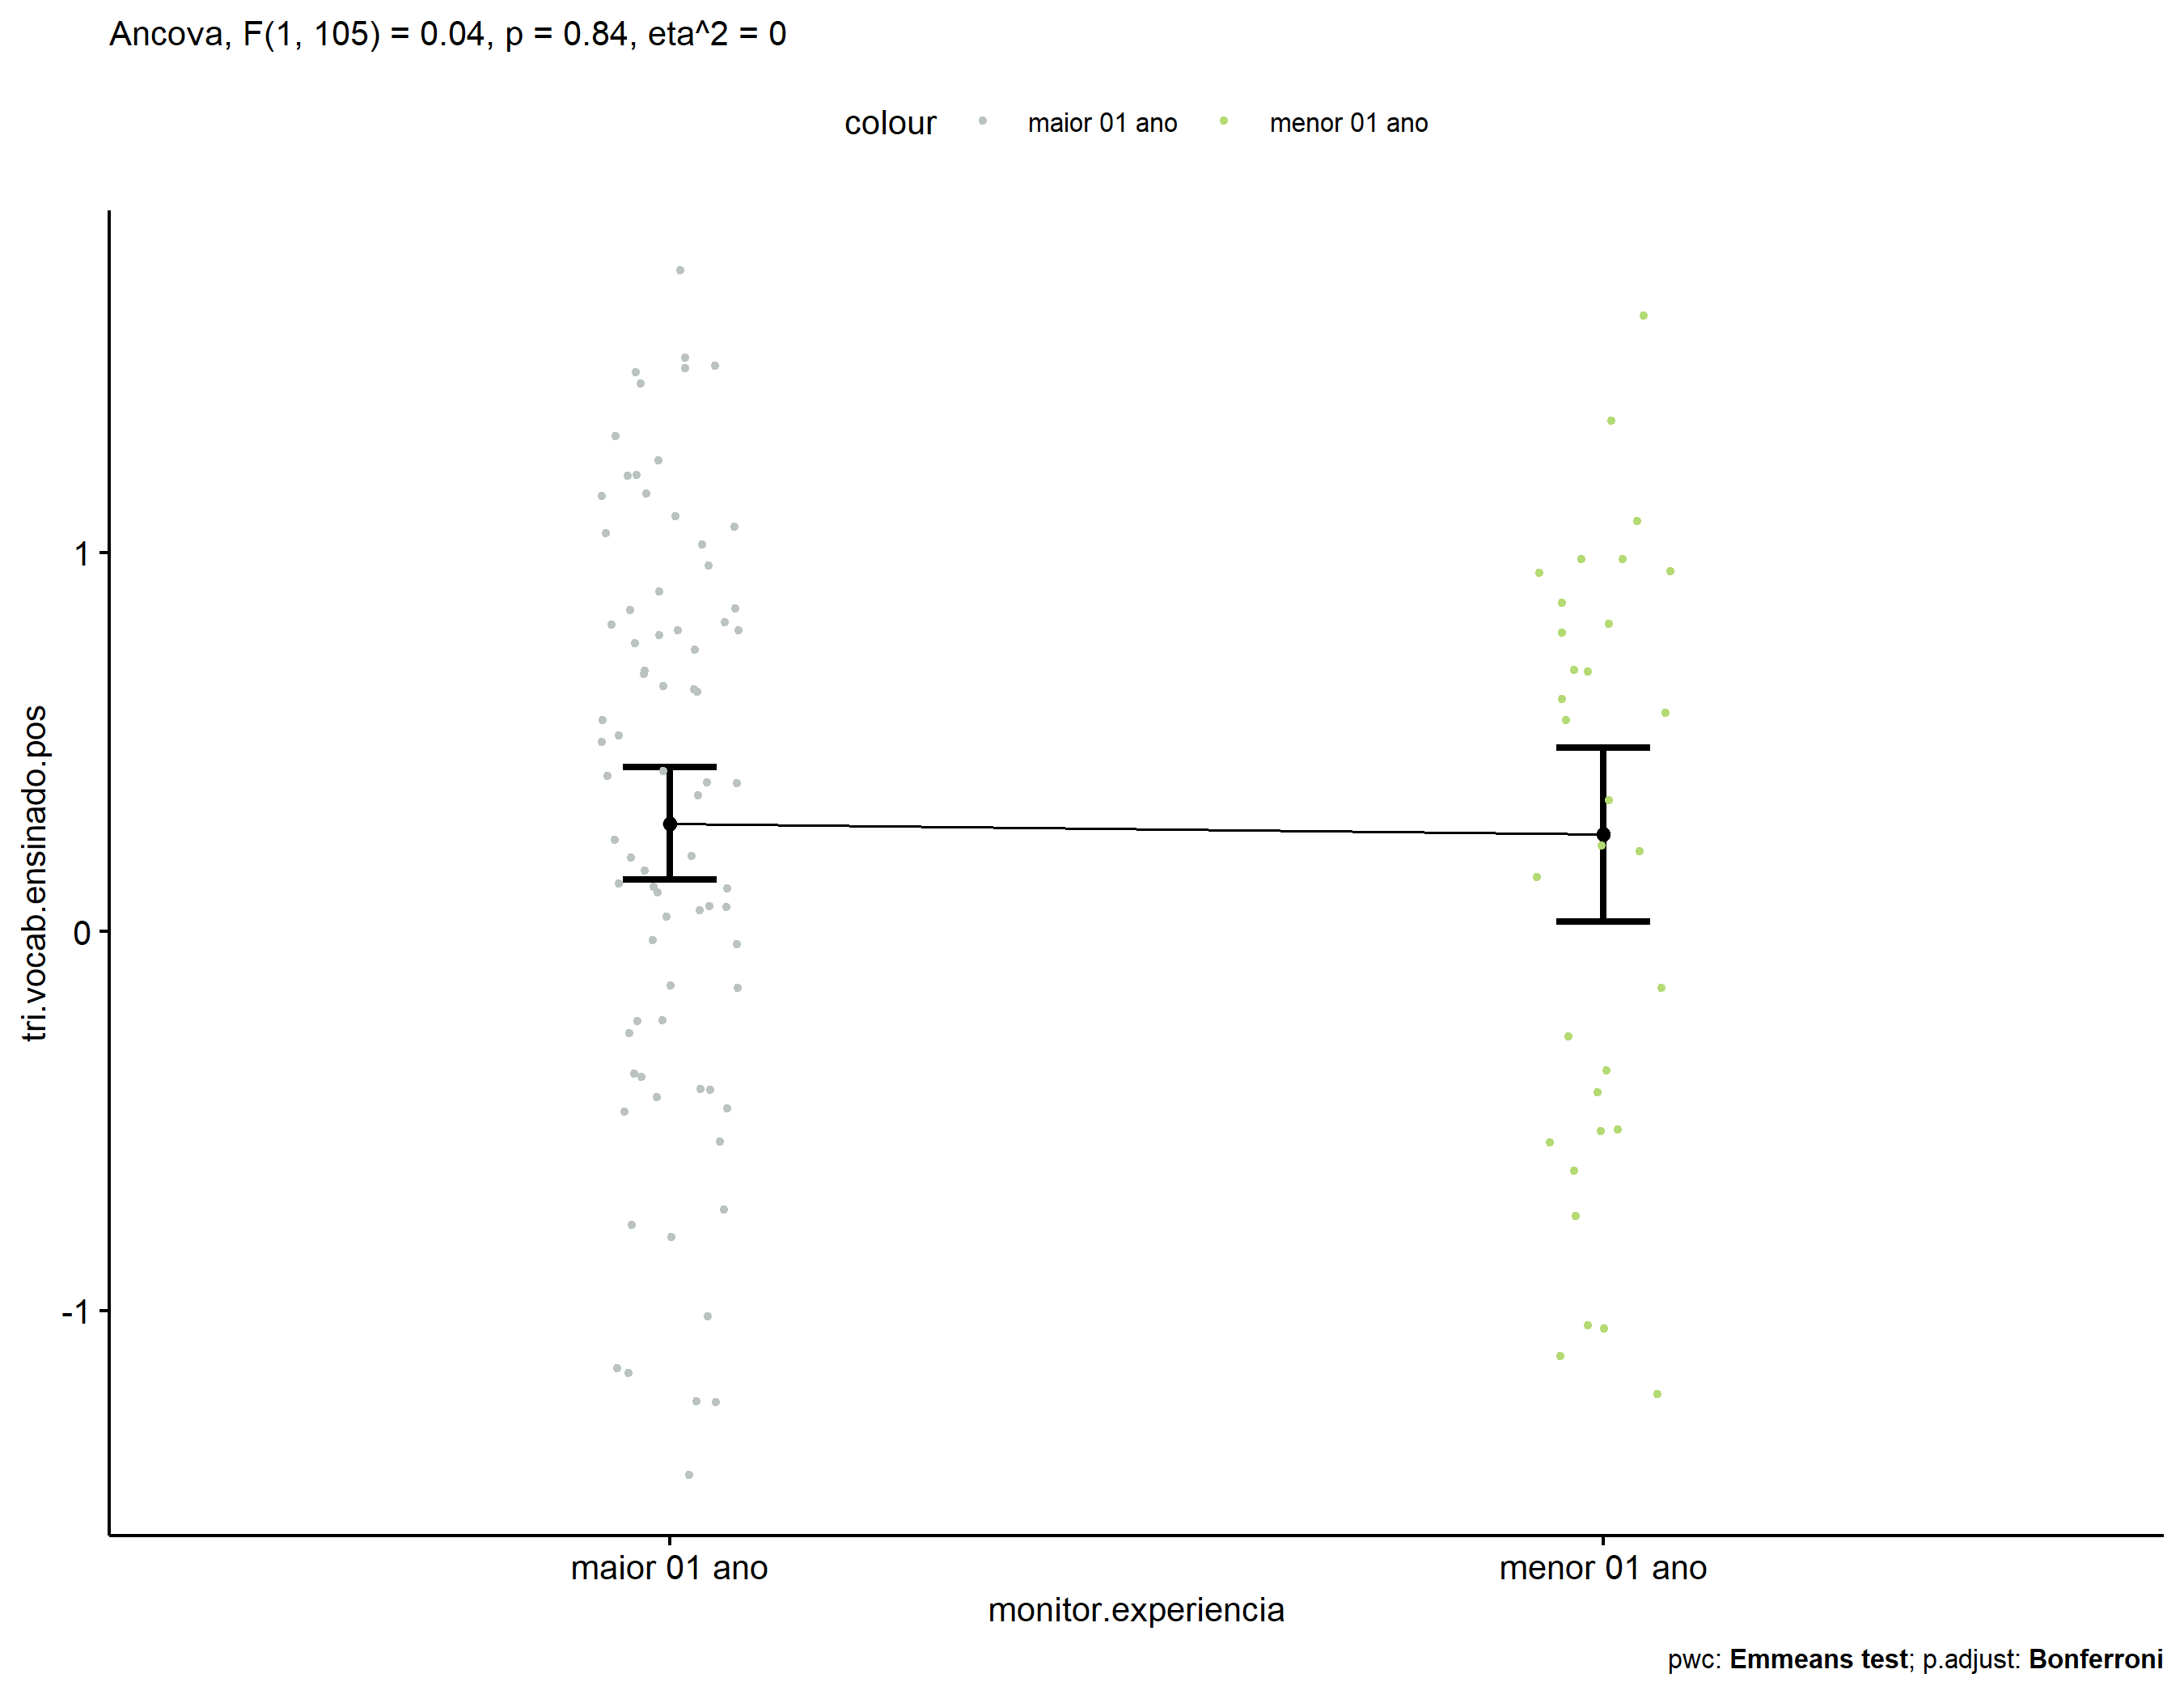 Ancova, F(1, 105) = 0.04, p = 0.84, eta^2 = 0
colour maior 01 ano menor 01 ano
tri.vocab.ensinado.pos
1
0
-1
maior 01 ano menor 01 ano
monitor.experiencia
pwc: Emmeans test; p.adjust: Bonferroni